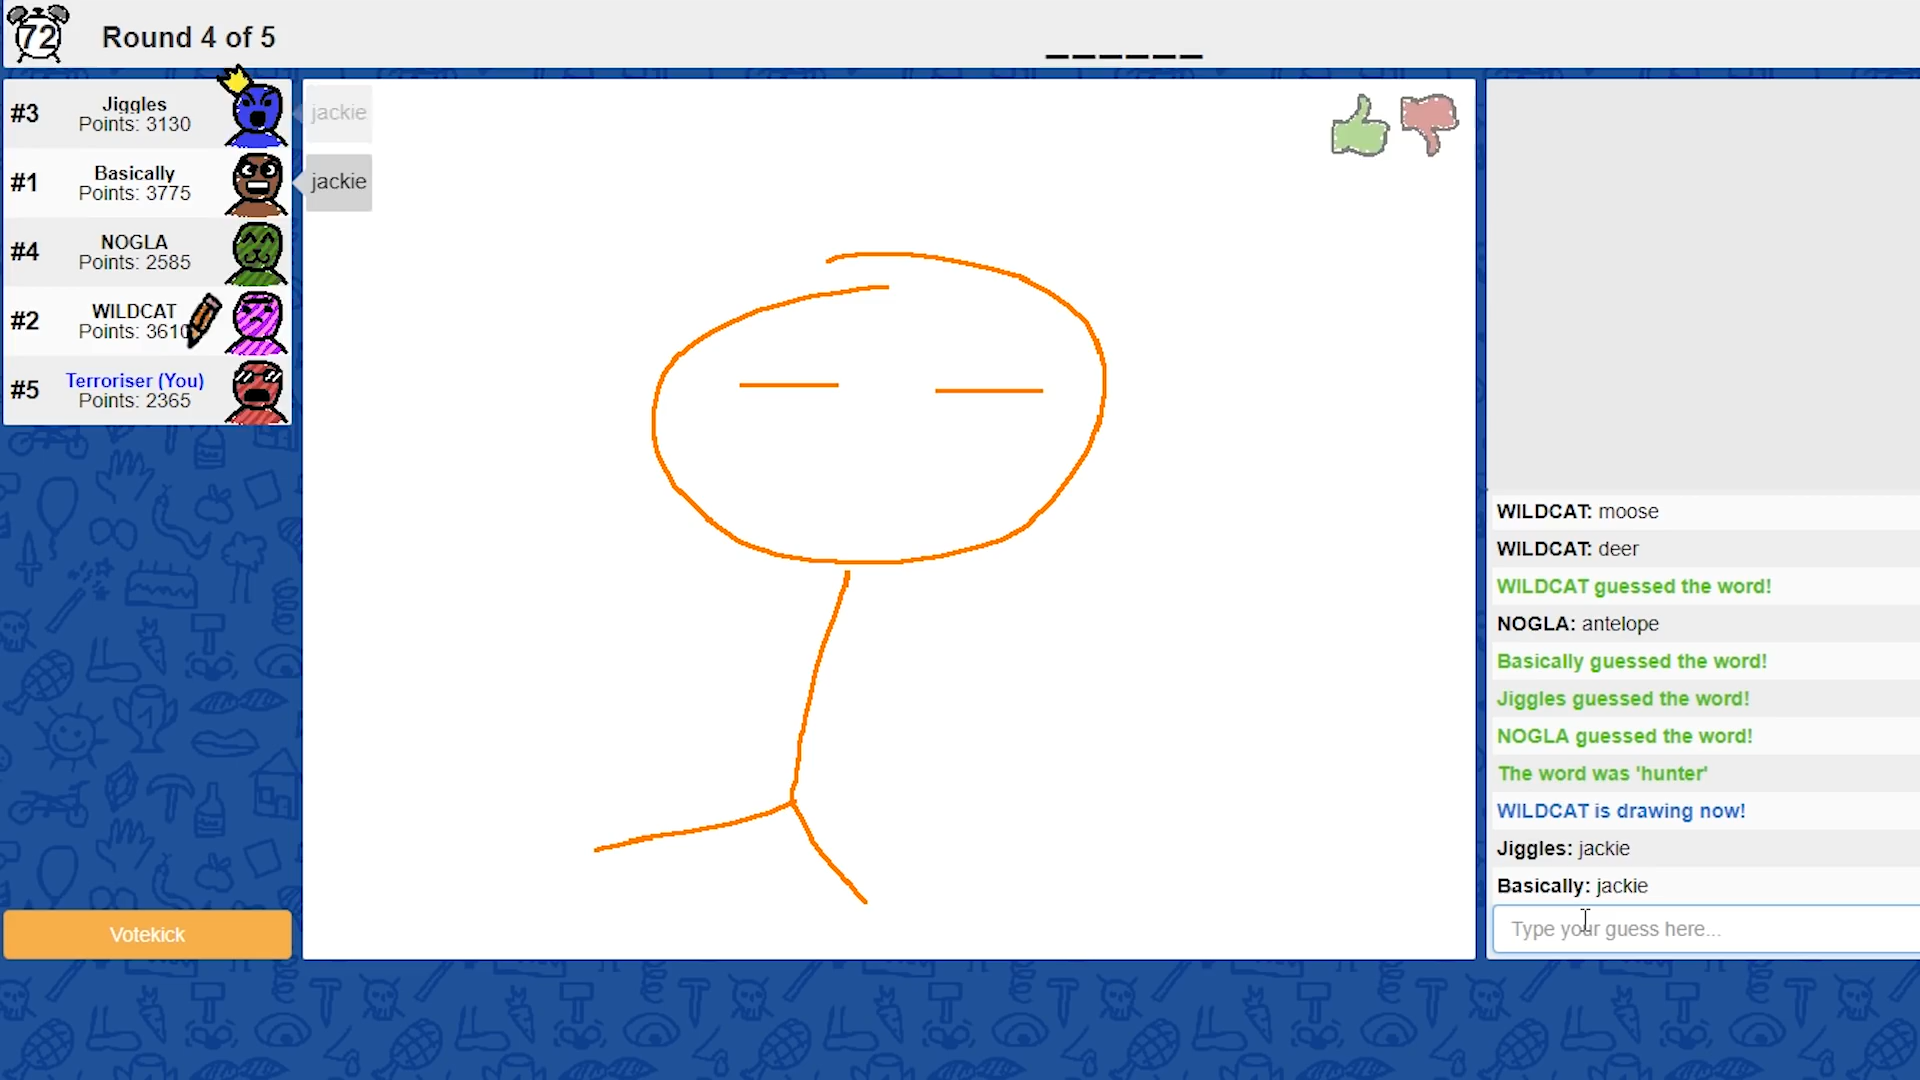 72
Round 4 of 5
______
#3
Jiggles
Points: 3130
jackie
#1
Basically
Points: 3775
jackie
#4
NOGLA
Points: 2585
#2
WILDCAT
Points: 3610
#5
Terroriser (You)
Points: 2365
Votekick
WILDCAT: moose
WILDCAT: deer
WILDCAT guessed the word!
NOGLA: antelope
Basically guessed the word!
Jiggles guessed the word!
NOGLA guessed the word!
The word was 'hunter'
WILDCAT is drawing now!
Jiggles: jackie
Basically: jackie
Type your guess here...